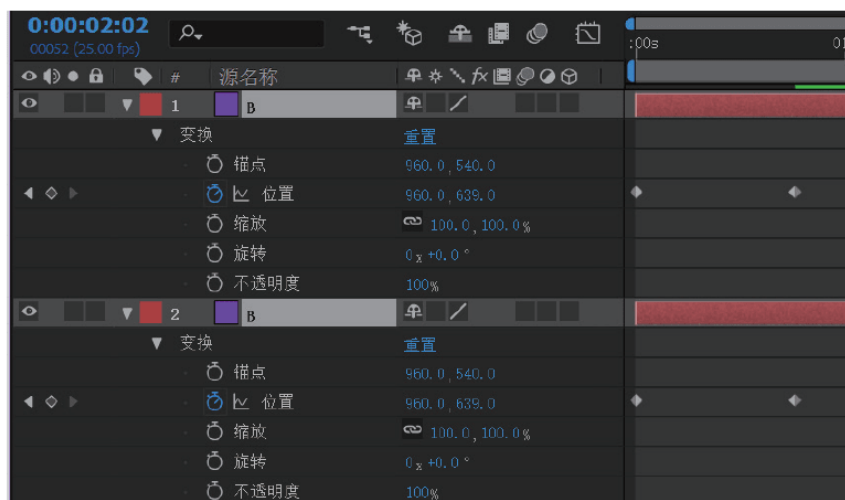 0:00:02:02
00052 (25.00 fps)
:00s 01
# 源名称 fx
1 B
变换 重置
锚点 960.0,540.0
位置 960.0,639.0
缩放 100.0,100.0%
旋转 0x+0.0°
不透明度 100%
2 B
变换 重置
锚点 960.0,540.0
位置 960.0,639.0
缩放 100.0,100.0%
旋转 0x+0.0°
不透明度 100%